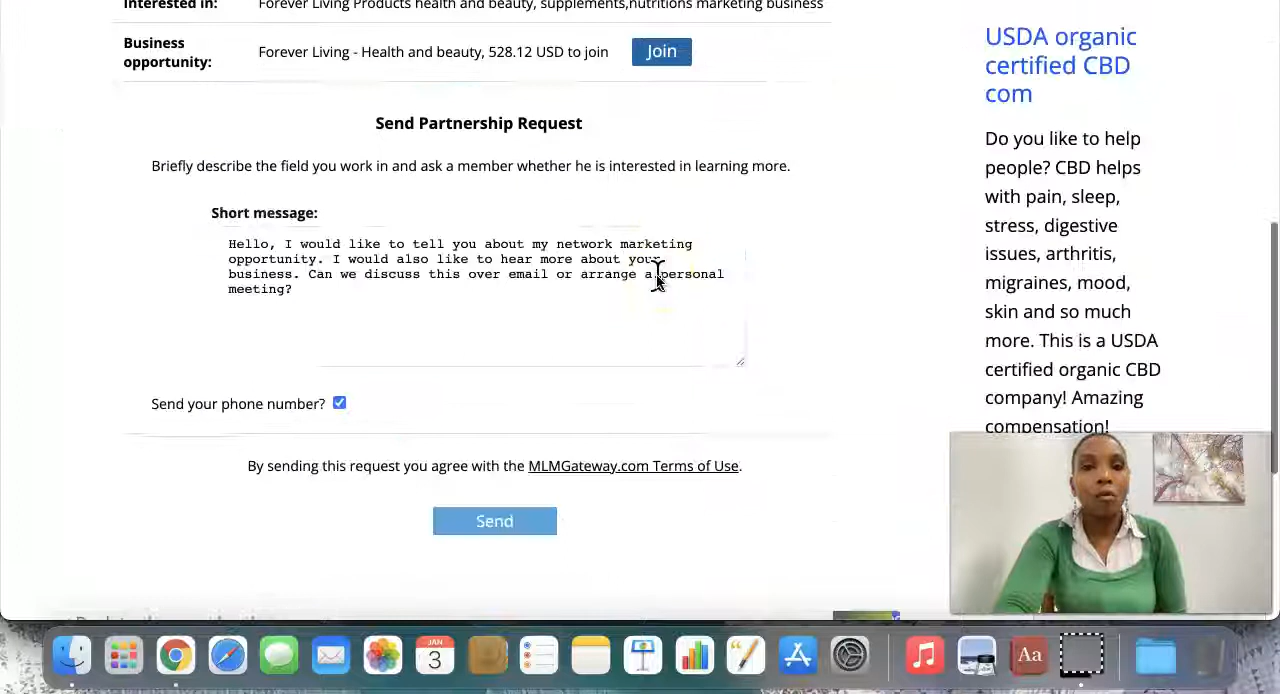 Interested in: Forever Living Products health and beauty, supplements,nutritions marketing business
Business opportunity: Forever Living - Health and beauty, 528.12 USD to join Join
Send Partnership Request
Briefly describe the field you work in and ask a member whether he is interested in learning more.
Short message:
Hello, I would like to tell you about my network marketing
opportunity. I would also like to hear more about your
business. Can we discuss this over email or arrange a personal
meeting?
Send your phone number?
By sending this request you agree with the MLMGateway.com Terms of Use.
Send
USDA organic
certified CBD
com
Do you like to help
people? CBD helps
with pain, sleep,
stress, digestive
issues, arthritis,
migraines, mood,
skin and so much
more. This is a USDA
certified organic CBD
company! Amazing
compensation!
JAN
3
Aa